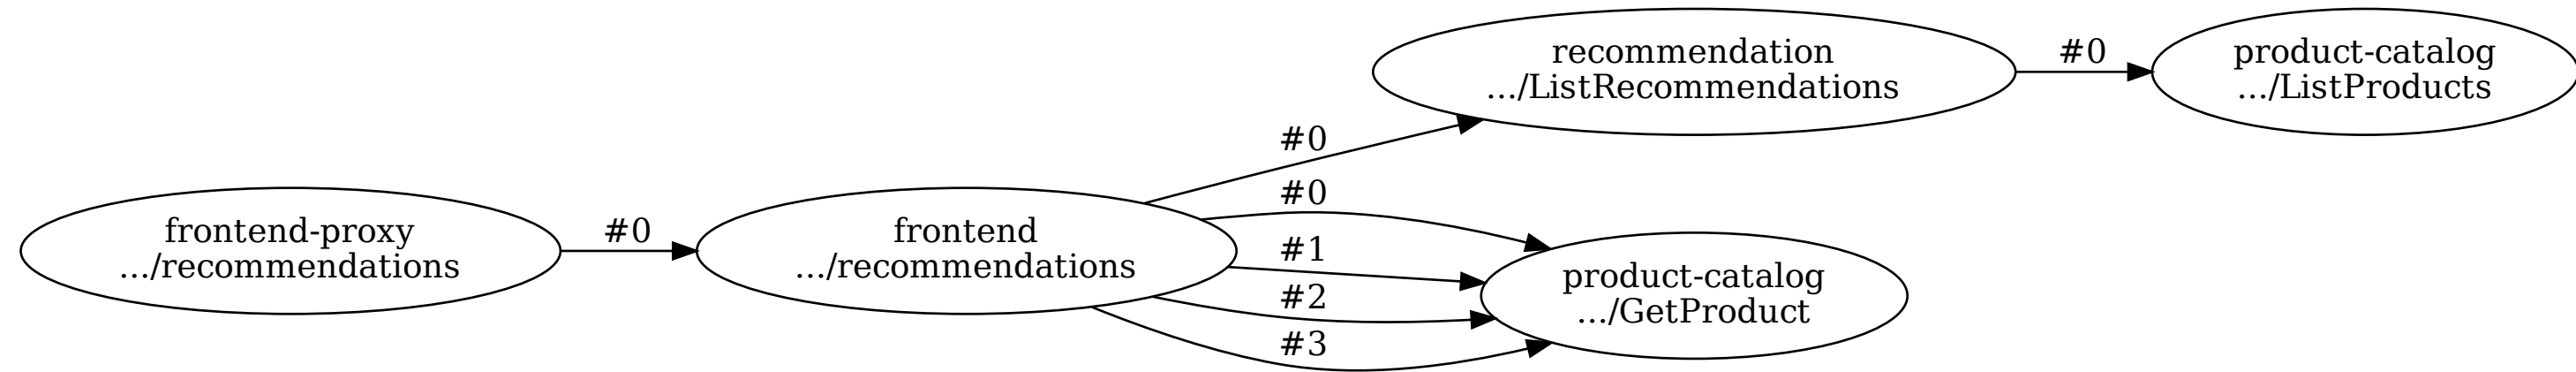 recommendation
.../ListRecommendations
#0
product-catalog
.../ListProducts
#0
frontend-proxy
.../recommendations
#0
frontend
.../recommendations
#0
#1
#2
#3
product-catalog
.../GetProduct